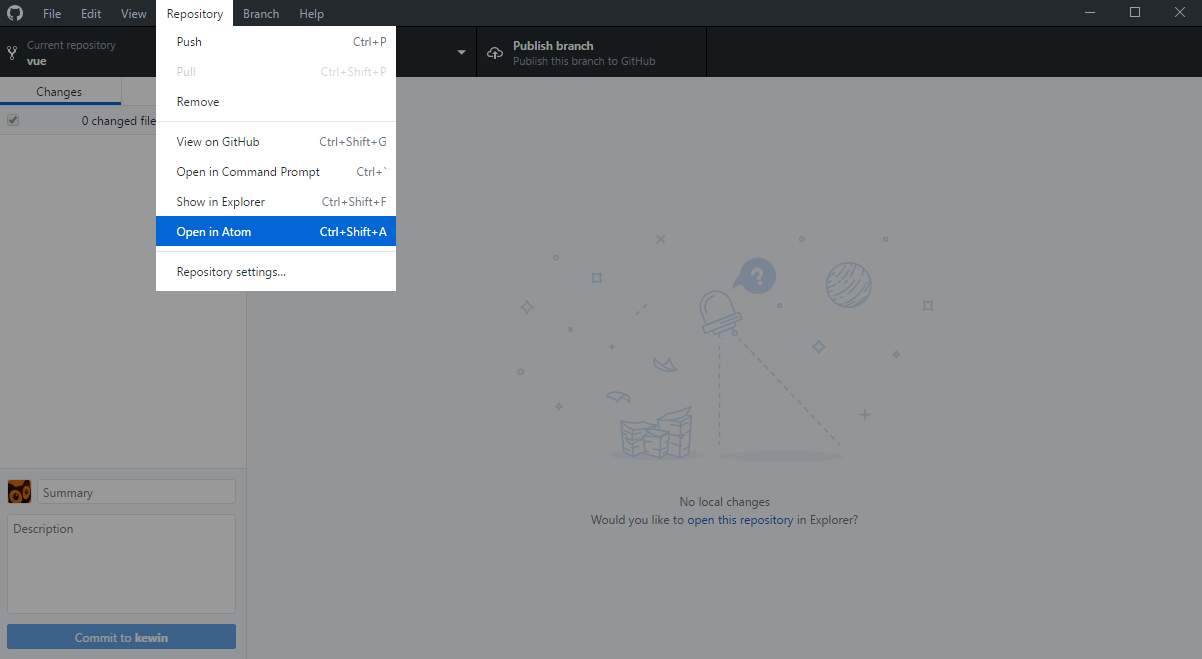 File Edit View Repository Branch Help
Current repository
vue
Publish branch
Publish this branch to GitHub
Push Ctrl+P
Pull Ctrl+Shift+P
Remove
View on GitHub Ctrl+Shift+G
Open in Command Prompt Ctrl+`
Show in Explorer Ctrl+Shift+F
Open in Atom Ctrl+Shift+A
Repository settings...
Changes
0 changed file
?
No local changes
Would you like to open this repository in Explorer?
Summary
Description
Commit to kewin